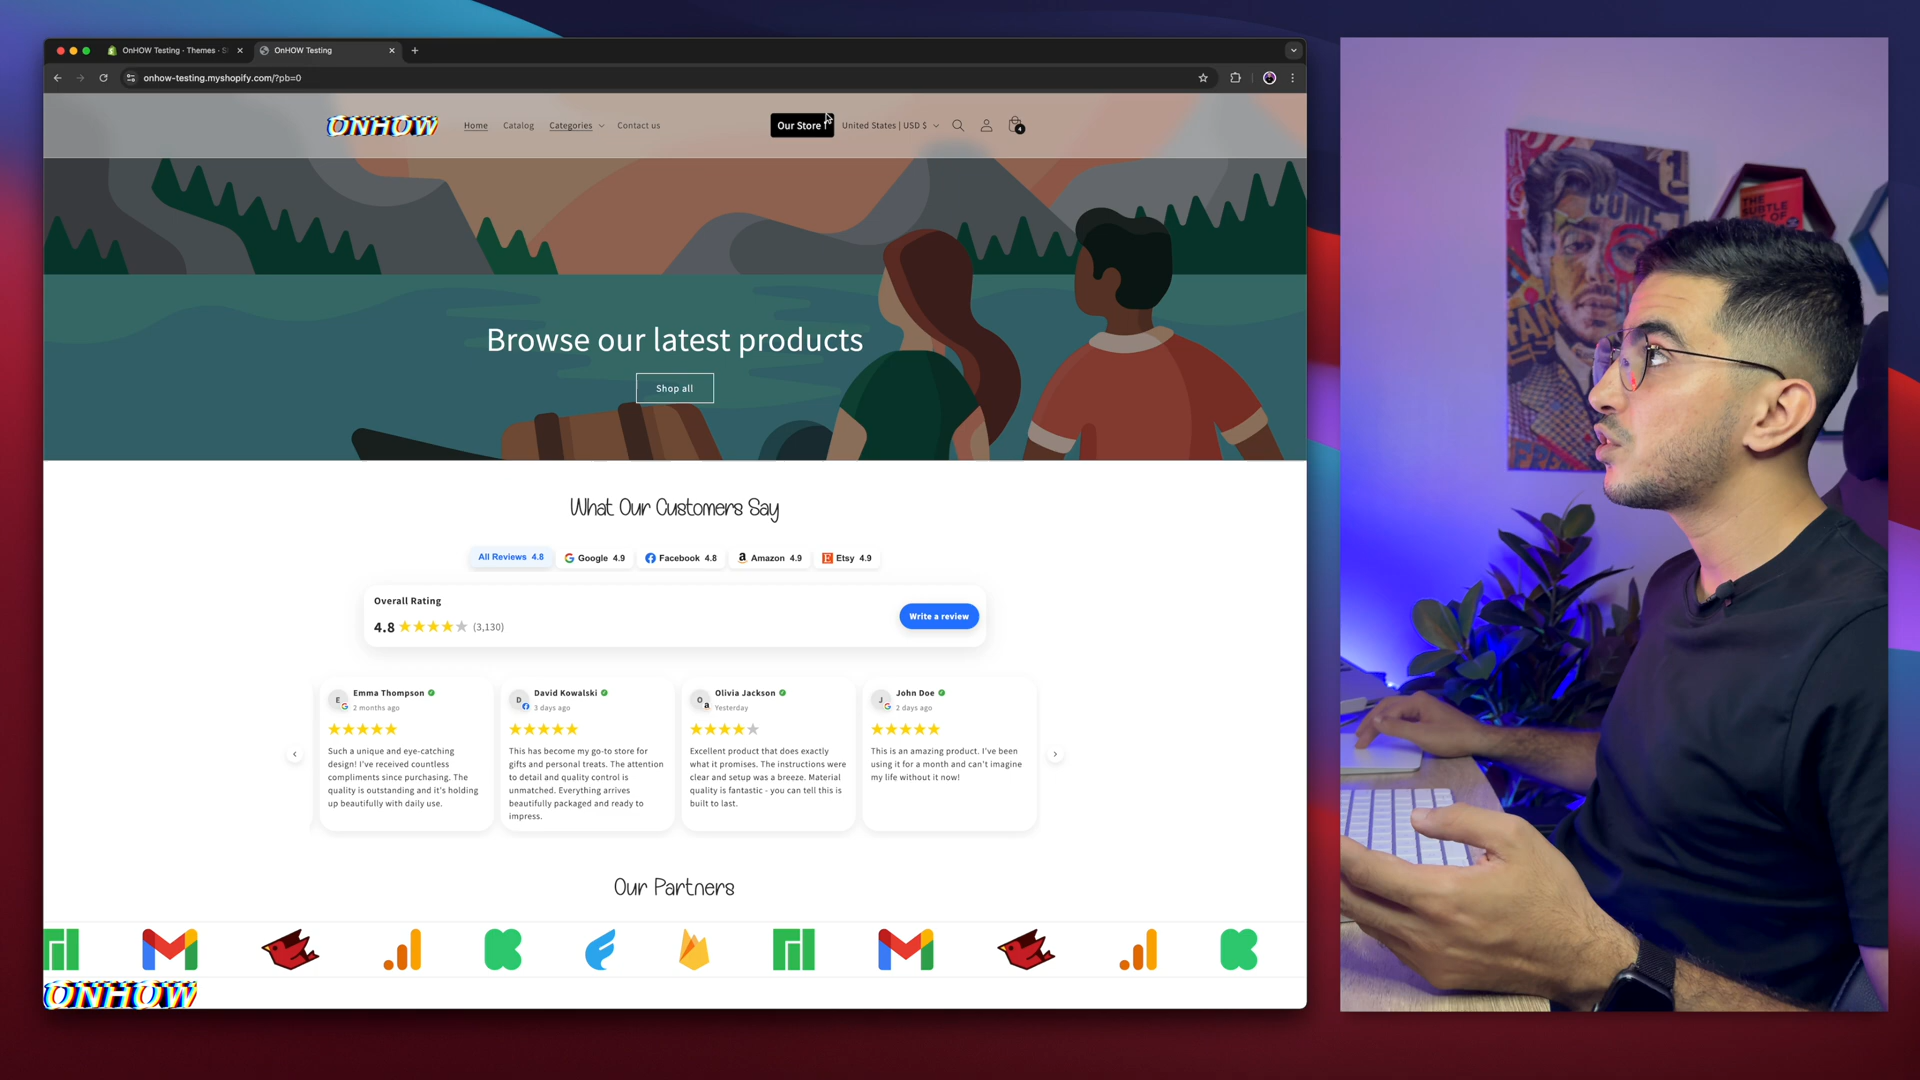 OnHOW Testing · Themes · S
OnHOW Testing
onhow-testing.myshopify.com/?pb=0
ONHOW
Home
Catalog
Categories
Contact us
Our Store !
United States | USD $
4
Browse our latest products
Shop all
What Our Customers Say
All Reviews 4.8
Google 4.9
Facebook 4.8
Amazon 4.9
Etsy 4.9
Overall Rating
4.8
(3,130)
Write a review
E
Emma Thompson
2 months ago
Such a unique and eye-catching
design! I've received countless
compliments since purchasing. The
quality is outstanding and it's holding
up beautifully with daily use.
D
David Kowalski
3 days ago
This has become my go-to store for
gifts and personal treats. The attention
to detail and quality control is
unmatched. Everything arrives
beautifully packaged and ready to
impress.
O
Olivia Jackson
Yesterday
Excellent product that does exactly
what it promises. The instructions were
clear and setup was a breeze. Material
quality is fantastic - you can tell this is
built to last.
J
John Doe
2 days ago
This is an amazing product. I've been
using it for a month and can't imagine
my life without it now!
Our Partners
ONHOW
COME
FAN
THE
SUBTLE